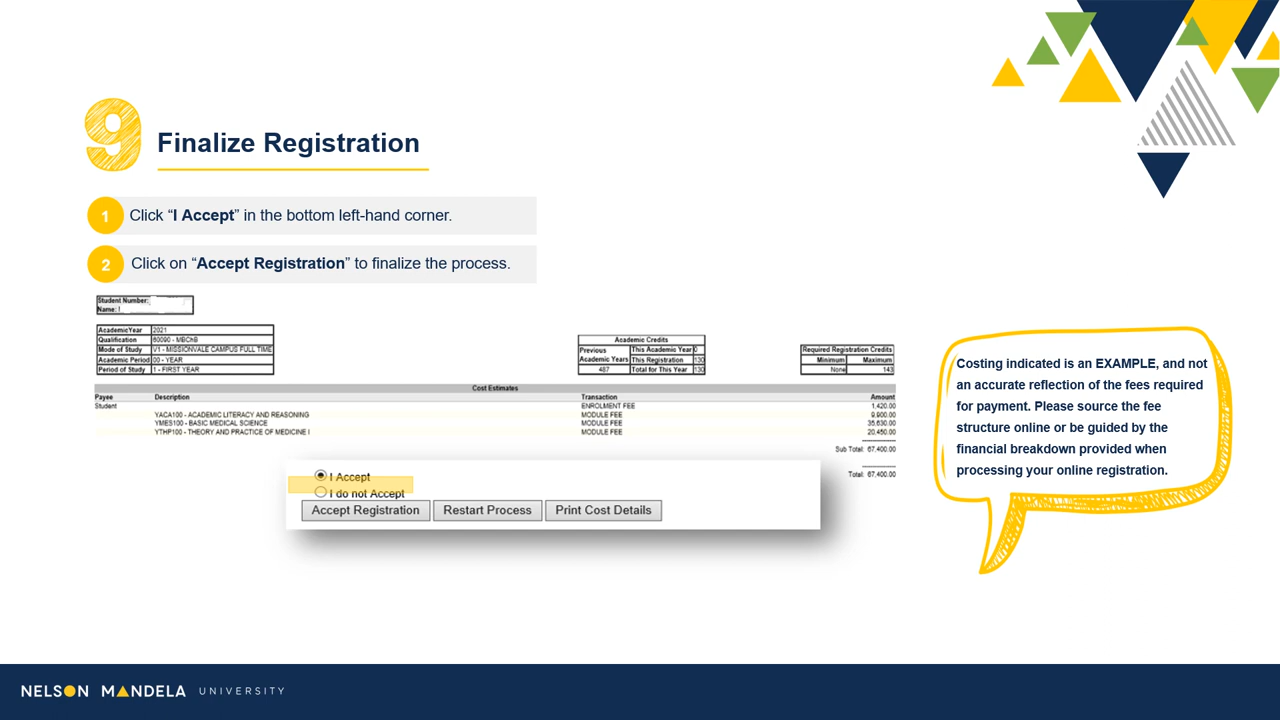 9
Finalize Registration
1 Click “I Accept” in the bottom left-hand corner.
2 Click on “Accept Registration” to finalize the process.
Student Number:
Name:
AcademicYear 2021
Qualification 60090 - MBChB
Mode of Study V1 - MISSIONVALE CAMPUS FULL TIME
Academic Period 00 - YEAR
Period of Study 1 - FIRST YEAR
Academic Credits
Previous This Academic Year 0
Academic Years This Registration 130
487 Total for This Year 130
Required Registration Credits
Minimum Maximum
None 143
Cost Estimates
Payee Description Transaction Amount
Student ENROLMENT FEE 1,420.00
YACA100 - ACADEMIC LITERACY AND REASONING MODULE FEE 9,900.00
YMES100 - BASIC MEDICAL SCIENCE MODULE FEE 35,630.00
YTHP100 - THEORY AND PRACTICE OF MEDICINE I MODULE FEE 20,450.00
Sub Total: 67,400.00
Total: 67,400.00
I Accept
I do not Accept
Accept Registration Restart Process Print Cost Details
Costing indicated is an EXAMPLE, and not
an accurate reflection of the fees required
for payment. Please source the fee
structure online or be guided by the
financial breakdown provided when
processing your online registration.
NELSON MANDELA UNIVERSITY